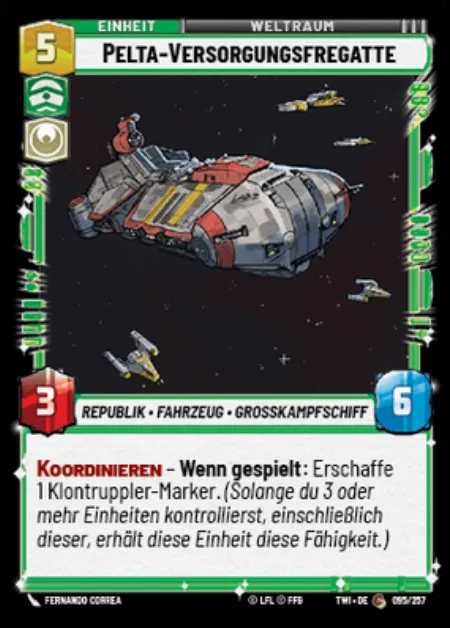 EINHEIT
WELTRAUM
5
PELTA-VERSORGUNGSFREGATTE
3
REPUBLIK • FAHRZEUG • GROSSKAMPFSCHIFF
6
KOORDINIEREN – Wenn gespielt: Erschaffe
1 Klontruppler-Marker. (Solange du 3 oder
mehr Einheiten kontrollierst, einschließlich
dieser, erhält diese Einheit diese Fähigkeit.)
FERNANDO CORREA
© LFL © FFG
TWI • DE
095/257